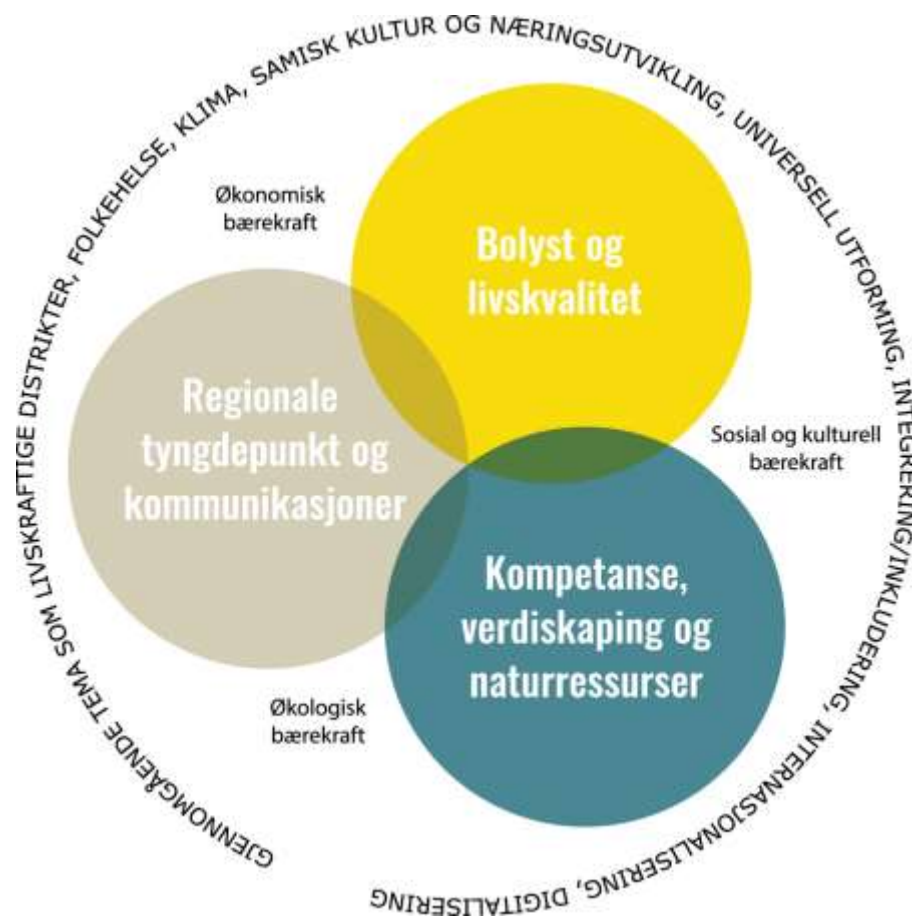 GJENNOMGÅENDE TEMA SOM LIVSKRAFTIGE DISTRIKTER, FOLKEHELSE, KLIMA, SAMISK KULTUR OG NÆRINGSUTVIKLING, UNIVERSELL UTFORMING, INTEGRERING/INKLUDERING, INTERNASJONALISERING, DIGITALISERING
Økonomisk
bærekraft
Bolyst og
livskvalitet
Regionale
tyngdepunkt og
kommunikasjoner
Sosial og kulturell
bærekraft
Kompetanse,
verdiskaping og
naturressurser
Økologisk
bærekraft